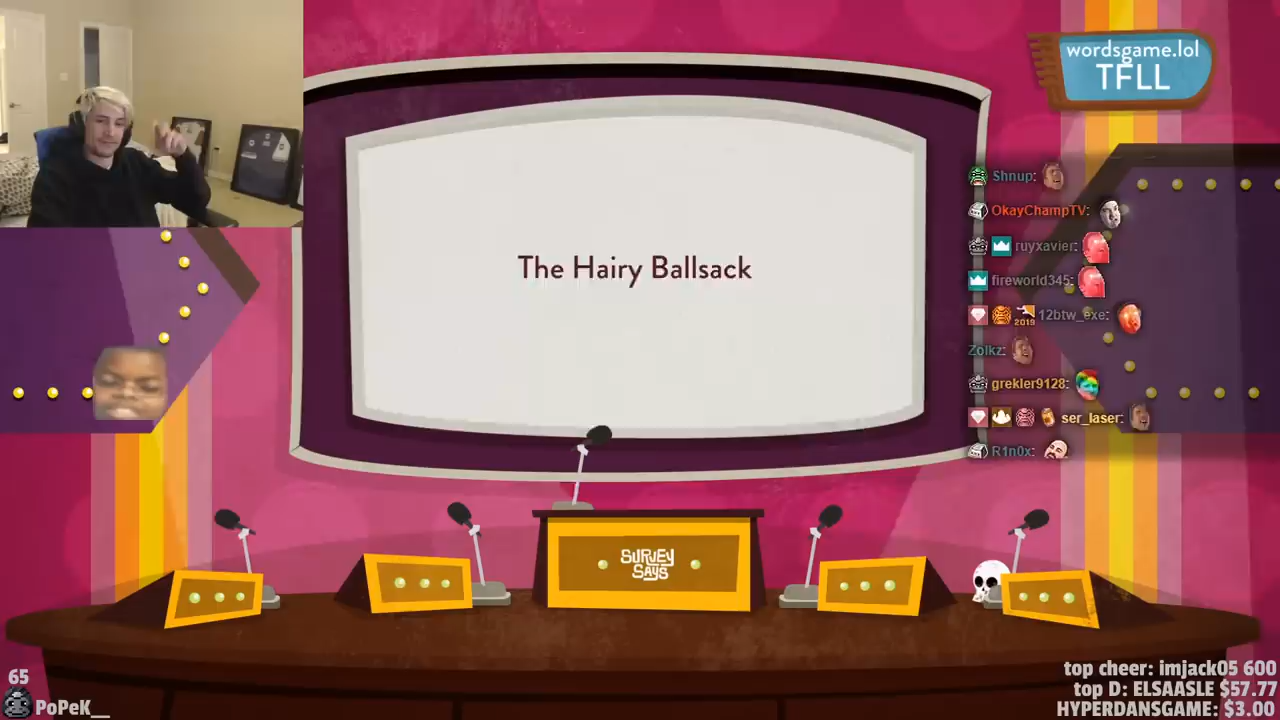 wordsgame.lol
TFLL
The Hairy Ballsack
Shnup:
OkayChampTV:
ruyxavier:
fireworld345:
2019 12btw_exe:
Zolkz:
grekler9128:
ser_laser:
R1n0x:
SURVEY
SAYS
65
PoPeK__
top cheer: imjack05 600
top D: ELSAASLE $57.77
HYPERDANSGAME: $3.00